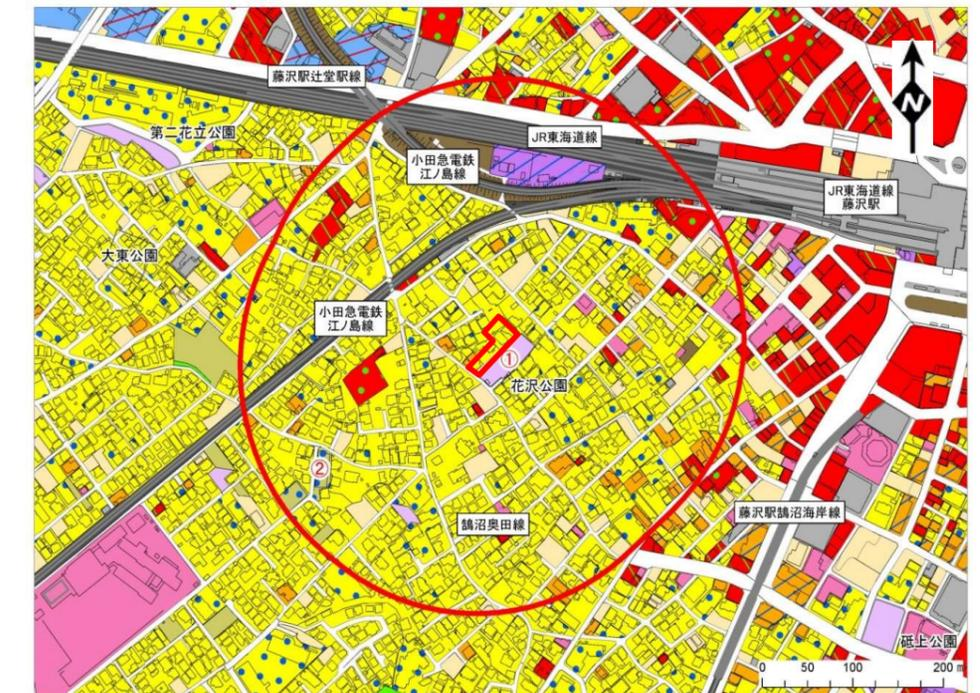 藤沢駅辻堂駅線
N
第二花立公園
JR東海道線
小田急電鉄
江ノ島線
JR東海道線
藤沢駅
大東公園
小田急電鉄
江ノ島線
①
花沢公園
②
鵠沼奥田線
藤沢駅鵠沼海岸線
砥上公園
0 50 100 200 m